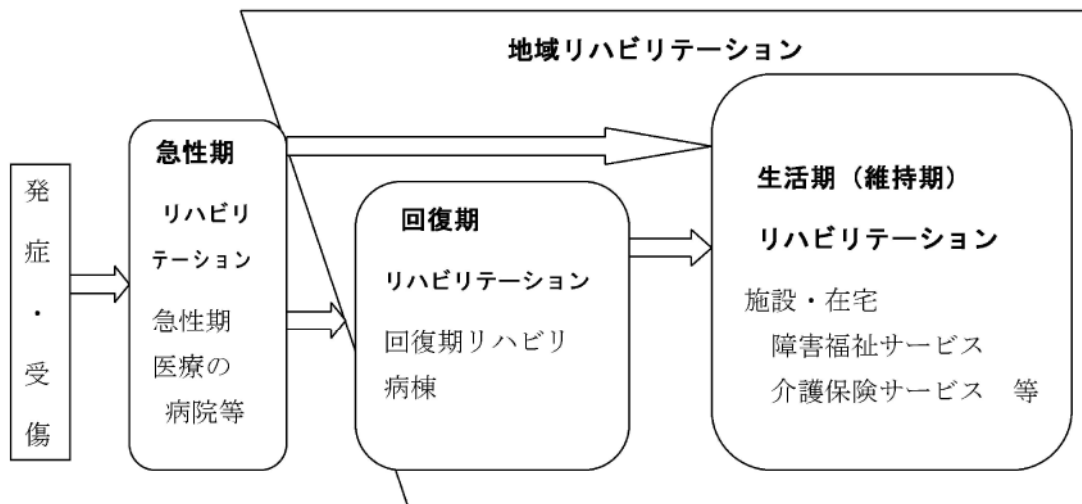 地域リハビリテーション
発症・受傷
急性期
リハビリ
テーション
急性期
医療の
病院等
回復期
リハビリテーション
回復期リハビリ
病棟
生活期（維持期）
リハビリテーション
施設・在宅
障害福祉サービス
介護保険サービス　等